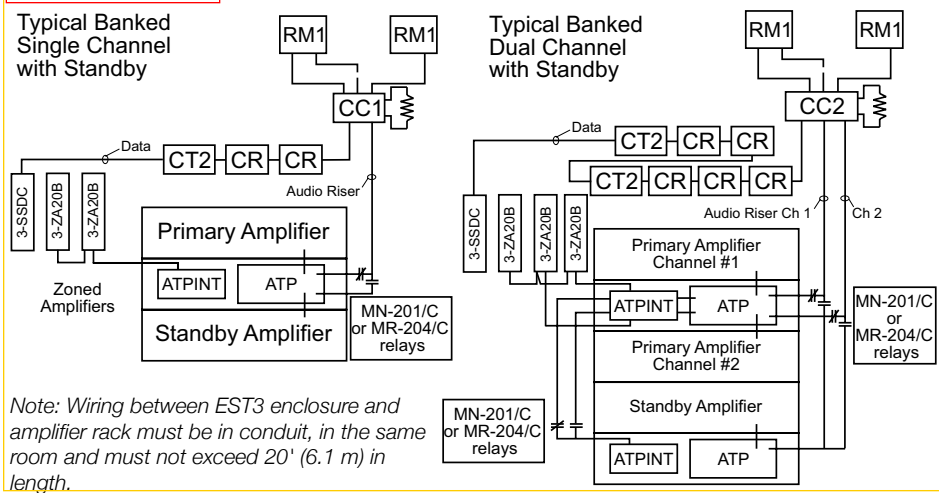 Typical Banked
Single Channel
with Standby
RM1
RM1
CC1
Data
CT2
CR
CR
Audio Riser
3-SSDC
3-ZA20B
3-ZA20B
Zoned
Amplifiers
Primary Amplifier
ATPINT
ATP
Standby Amplifier
MN-201/C
or MR-204/C
relays
Note: Wiring between EST3 enclosure and
amplifier rack must be in conduit, in the same
room and must not exceed 20' (6.1 m) in
length.
Typical Banked
Dual Channel
with Standby
RM1
RM1
CC2
Data
CT2
CR
CR
CT2
CR
CR
CR
Audio Riser Ch 1
Ch 2
3-SSDC
3-ZA20B
3-ZA20B
3-ZA20B
Primary Amplifier
Channel #1
ATPINT
ATP
MN-201/C
or
MR-204/C
relays
Primary Amplifier
Channel #2
Standby Amplifier
MN-201/C
or MR-204/C
relays
ATPINT
ATP